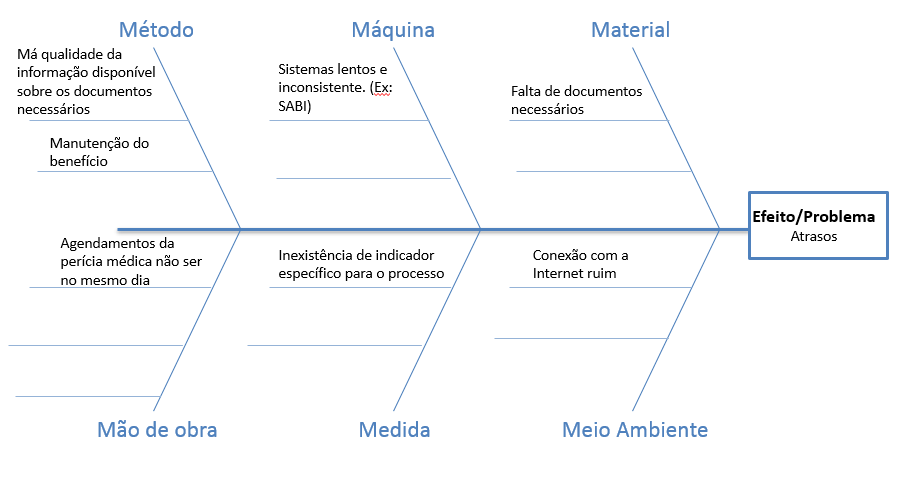 Método
Máquina
Material
Má qualidade da
informação disponível
sobre os documentos
necessários
Manutenção do
benefício
Sistemas lentos e
inconsistente. (Ex:
SABI)
Falta de documentos
necessários
Efeito/Problema
Atrasos
Agendamentos da
perícia médica não ser
no mesmo dia
Inexistência de indicador
específico para o processo
Conexão com a
Internet ruim
Mão de obra
Medida
Meio Ambiente